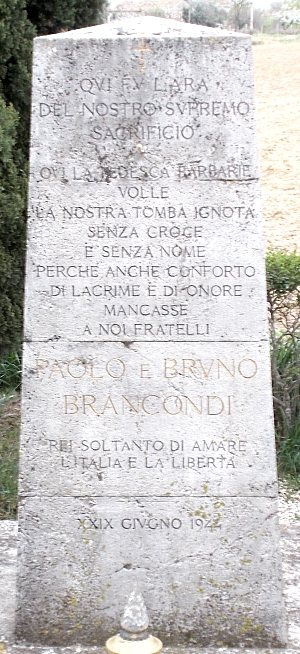 QVI FV L'ARA
DEL NOSTRO SVPREMO
SACRIFICIO
QVI LA TEDESCA BARBARIE
VOLLE
LA NOSTRA TOMBA IGNOTA
SENZA CROCE
E SENZA NOME
PERCHE ANCHE CONFORTO
DI LACRIME E DI ONORE
MANCASSE
A NOI FRATELLI
PAOLO E BRVNO
BRANCONDI
REI SOLTANTO DI AMARE
L'ITALIA E LA LIBERTA
XXIX GIVGNO 1944